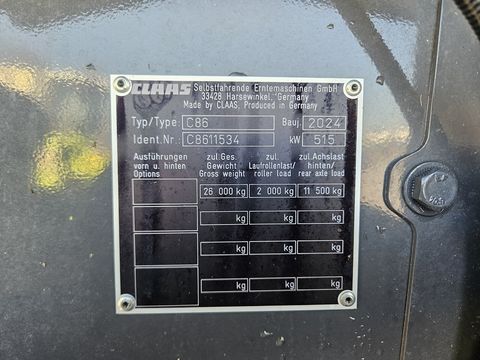 CLAAS Selbstfahrende Erntemaschinen GmbH
33428 Harsewinkel, Germany
Made by CLAAS, Produced in Germany
Typ/Type: C86 Bauj. 2024
Ident.Nr.: C8611534 kW 515
Ausführungen zul.Ges. zul. zul.Achslast
vorn u. hinten Gewicht Laufrollenlast/ hinten/
Options Gross weight roller load rear axle load
26 000 kg 2 000 kg 11 500 kg
kg kg kg
kg kg kg
kg kg kg